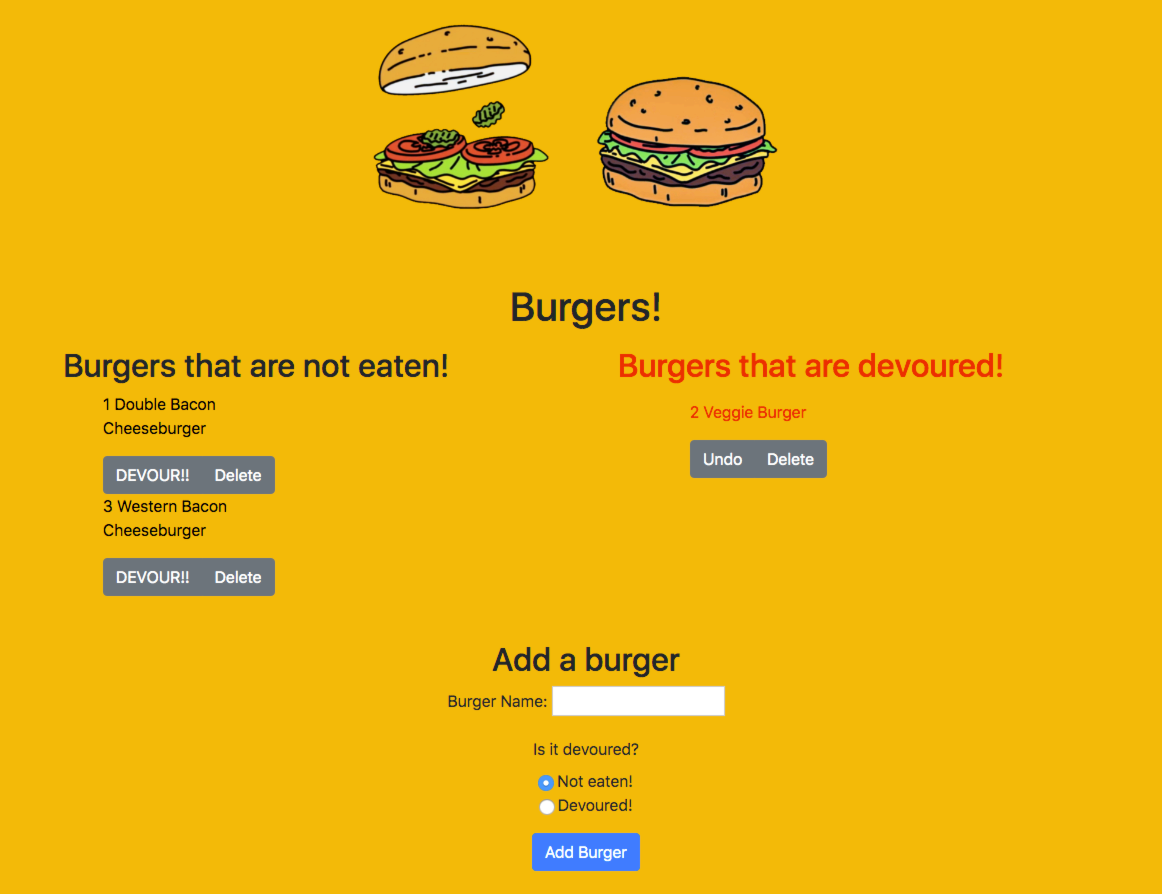 Burgers!
Burgers that are not eaten!
1 Double Bacon
Cheeseburger
DEVOUR!! Delete
3 Western Bacon
Cheeseburger
DEVOUR!! Delete
Burgers that are devoured!
2 Veggie Burger
Undo Delete
Add a burger
Burger Name:
Is it devoured?
Not eaten!
Devoured!
Add Burger